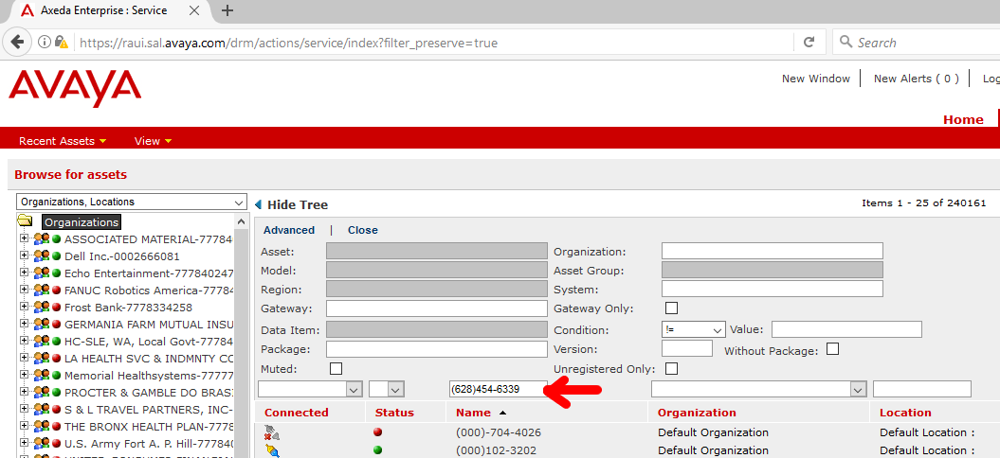 Axeda Enterprise : Service
https://raui.sal.avaya.com/drm/actions/service/index?filter_preserve=true
Search
AVAYA
New Window New Alerts ( 0 ) Log
Home
Recent Assets View
Browse for assets
Organizations, Locations
Hide Tree
Items 1 - 25 of 240161
Organizations
ASSOCIATED MATERIAL-77784
Dell Inc.-0002666081
Echo Entertainment-777840247
FANUC Robotics America-7778
Frost Bank-7778334258
GERMANIA FARM MUTUAL INSU
HC-SLE, WA, Local Govt-77784
LA HEALTH SVC & INDMNTY CO
Memorial Healthsystems-77777
PROCTER & GAMBLE DO BRAS
S & L TRAVEL PARTNERS, INC-
THE BRONX HEALTH PLAN-7778
U.S. Army Fort A. P. Hill-77784
Advanced | Close
Asset: Organization:
Model: Asset Group:
Region: System:
Gateway: Gateway Only:
Data Item: Condition: != Value:
Package: Version: Without Package:
Muted: Unregistered Only:
(628)454-6339
Connected Status Name Organization Location
(000)-704-4026 Default Organization Default Location :
(000)102-3202 Default Organization Default Location :